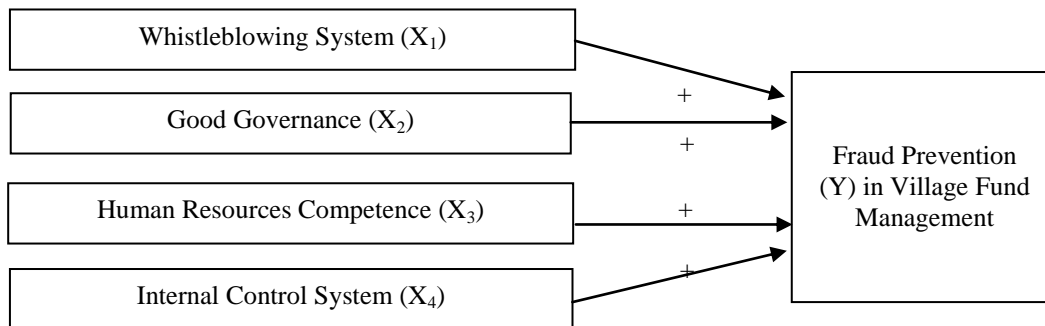 Whistleblowing System (X₁)
+
Good Governance (X₂)
+
Fraud Prevention
(Y) in Village Fund
Management
Human Resources Competence (X₃)
+
+
Internal Control System (X₄)